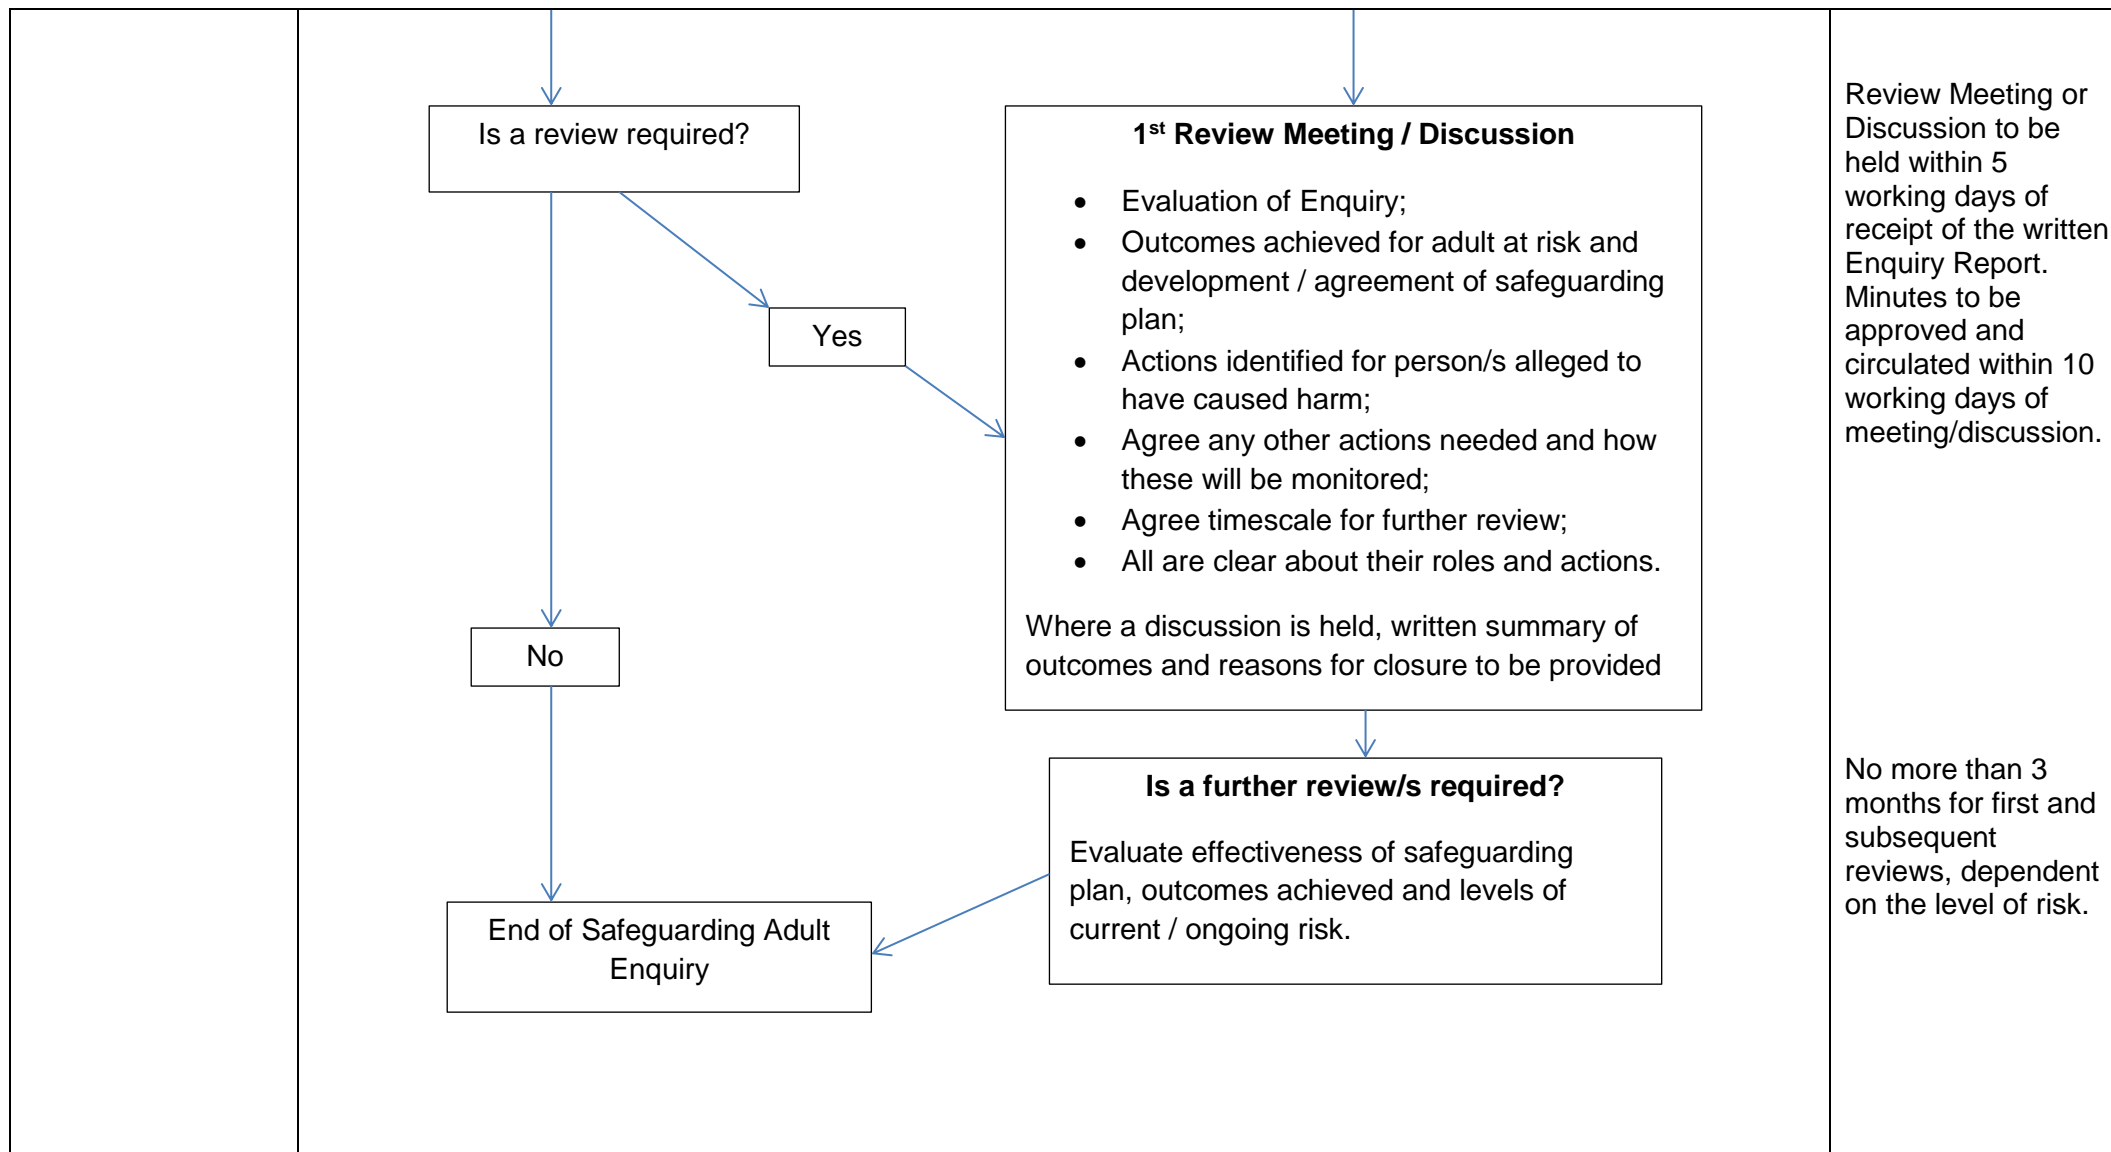 Is a review required?
Yes
No
1st Review Meeting / Discussion
• Evaluation of Enquiry;
• Outcomes achieved for adult at risk and
development / agreement of safeguarding
plan;
• Actions identified for person/s alleged to
have caused harm;
• Agree any other actions needed and how
these will be monitored;
• Agree timescale for further review;
• All are clear about their roles and actions.
Where a discussion is held, written summary of
outcomes and reasons for closure to be provided
Is a further review/s required?
Evaluate effectiveness of safeguarding
plan, outcomes achieved and levels of
current / ongoing risk.
End of Safeguarding Adult
Enquiry
Review Meeting or
Discussion to be
held within 5
working days of
receipt of the written
Enquiry Report.
Minutes to be
approved and
circulated within 10
working days of
meeting/discussion.
No more than 3
months for first and
subsequent
reviews, dependent
on the level of risk.